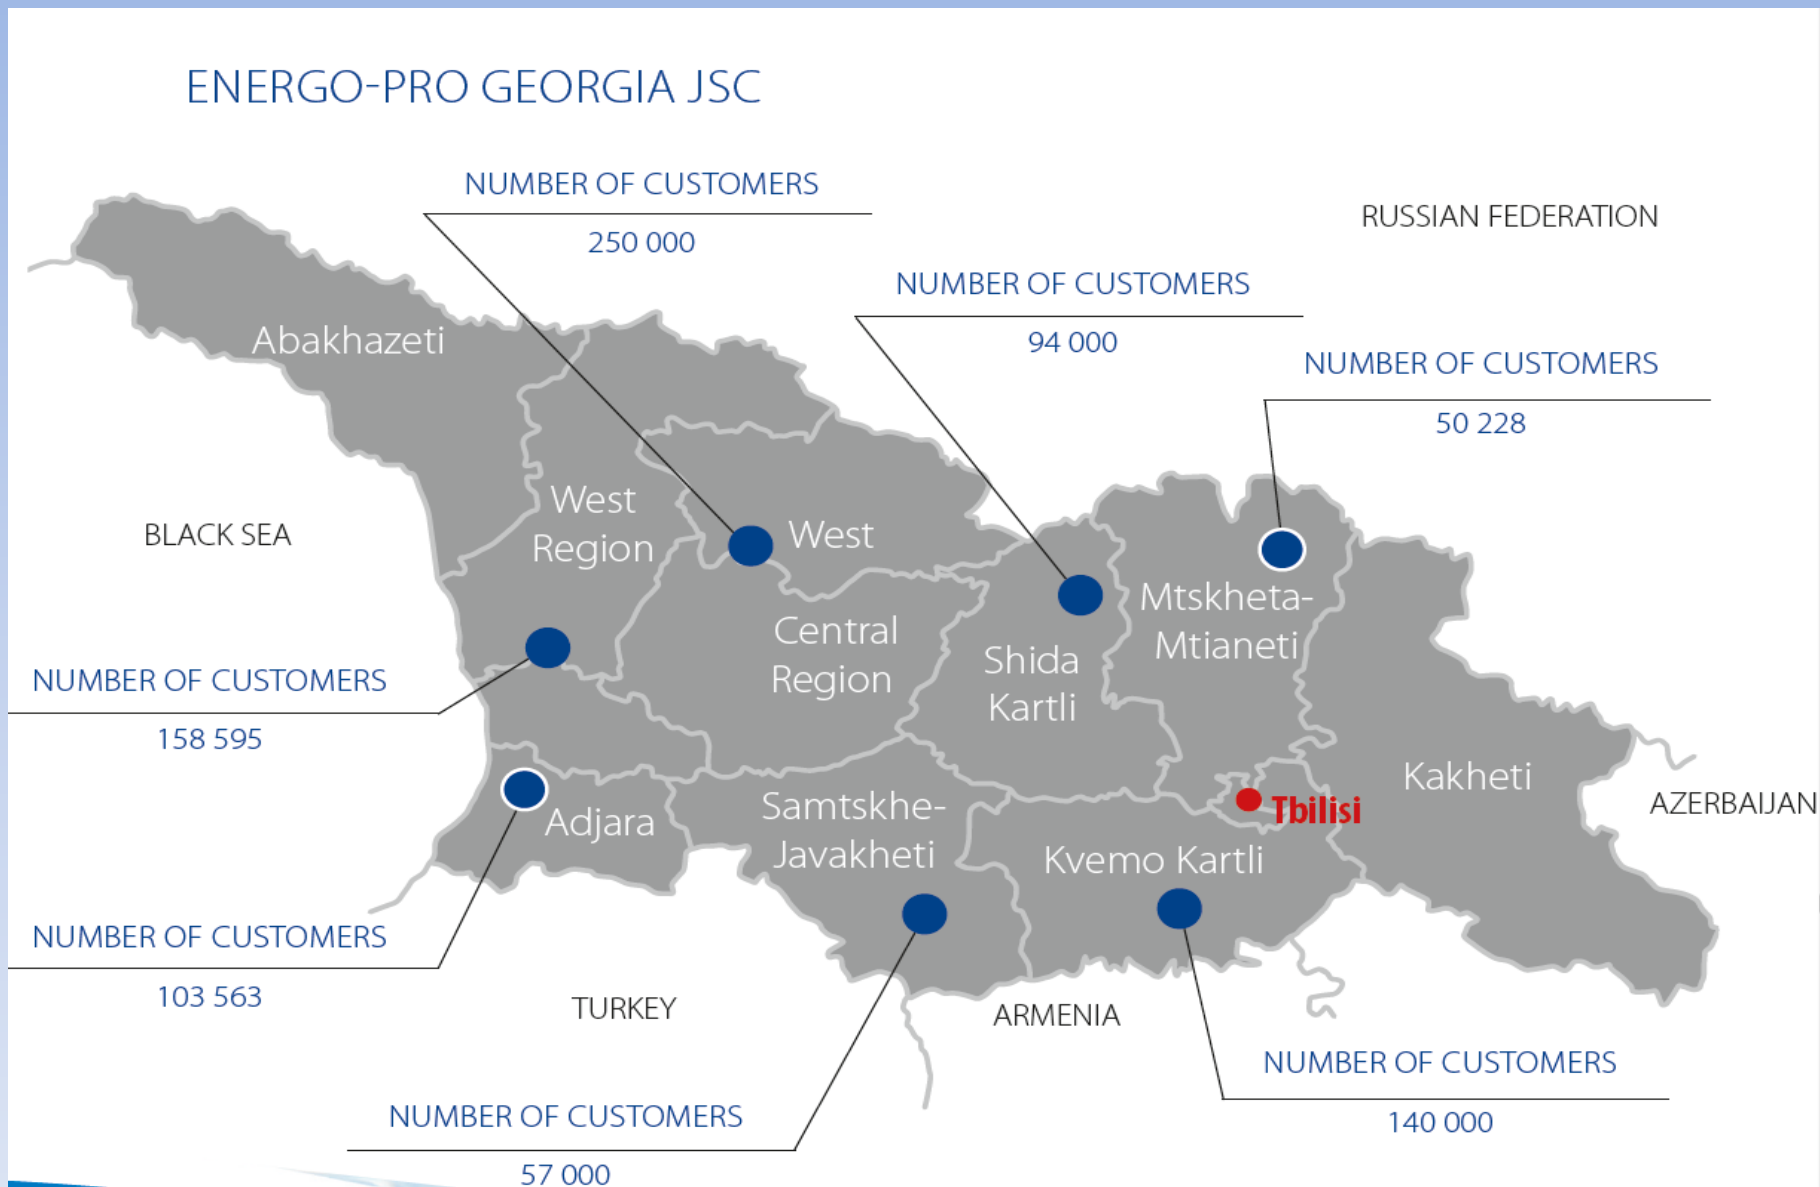 ENERGO-PRO GEORGIA JSC
NUMBER OF CUSTOMERS
250 000
RUSSIAN FEDERATION
NUMBER OF CUSTOMERS
94 000
NUMBER OF CUSTOMERS
50 228
Abakhazeti
West
Region
BLACK SEA
West
Mtskheta-
Mtianeti
Central
Region
Shida
Kartli
NUMBER OF CUSTOMERS
158 595
Kakheti
AZERBAIJAN
Tbilisi
Adjara
Samtskhe-
Javakheti
Kvemo Kartli
NUMBER OF CUSTOMERS
103 563
TURKEY
ARMENIA
NUMBER OF CUSTOMERS
140 000
NUMBER OF CUSTOMERS
57 000